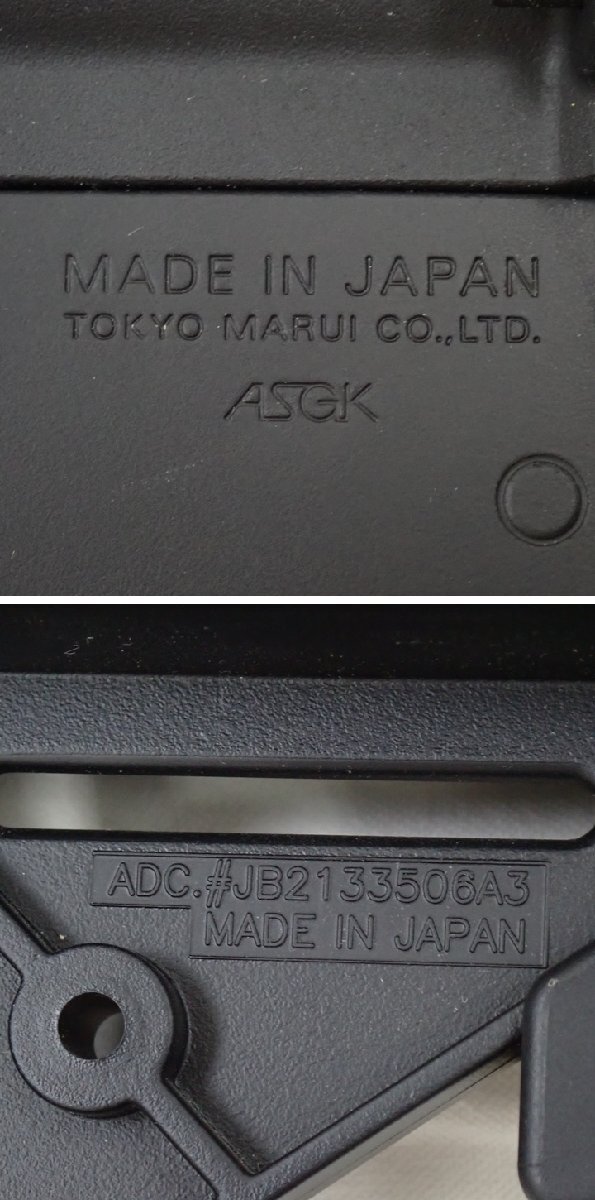 MADE IN JAPAN
TOKYO MARUI CO.,LTD.
ASGK
ADC.#JB2133506A3
MADE IN JAPAN